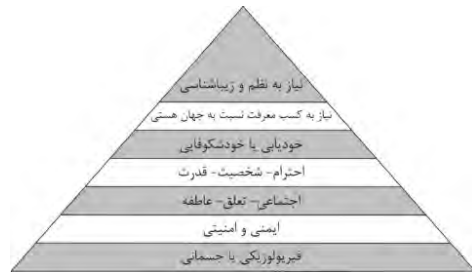 نیاز به نظم و زیباشناسی
نیاز به کسب معرفت نسبت به جهان هستی
خودیابی یا خودشکوفایی
احترام- شخصیت- قدرت
اجتماعی- تعلق- عاطفه
ایمنی و امنیتی
فیزیولوزیکی یا جسمانی